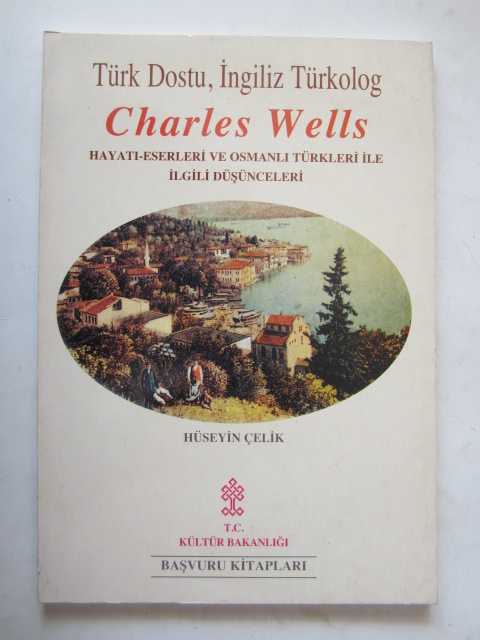 Türk Dostu, İngiliz Türkolog
Charles Wells
HAYATI-ESERLERİ VE OSMANLI TÜRKLERİ İLE
İLGİLİ DÜŞÜNCELERİ
HÜSEYİN ÇELİK
T.C.
KÜLTÜR BAKANLIĞI
BAŞVURU KİTAPLARI